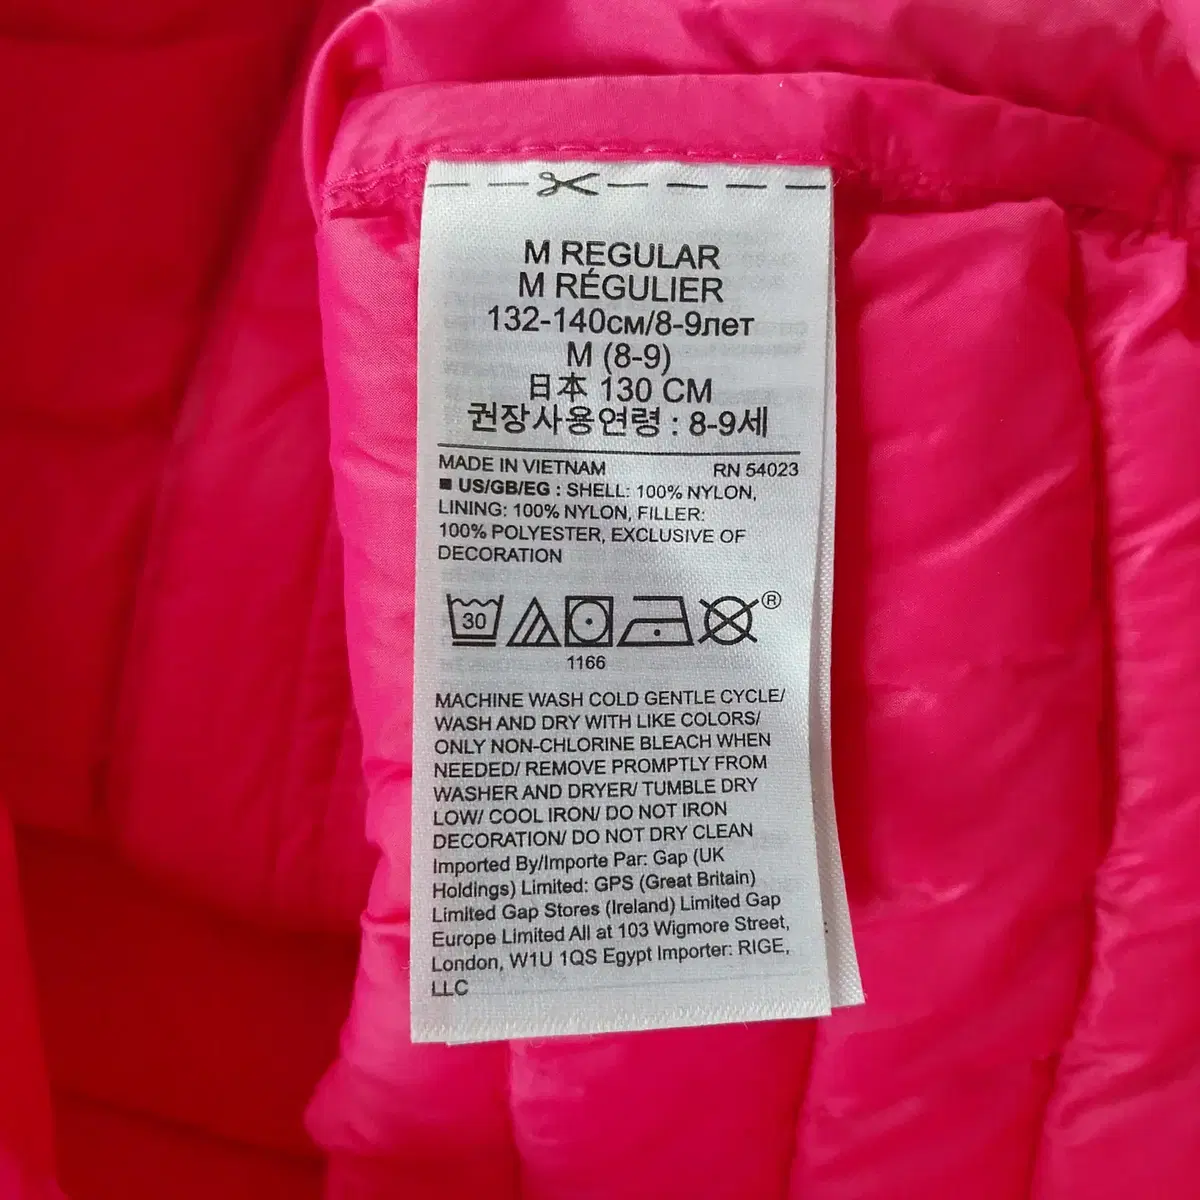 M REGULAR
M RÉGULIER
132-140см/8-9лет
M (8-9)
日本 130 CM
권장사용연령 : 8-9세
MADE IN VIETNAM RN 54023
■ US/GB/EG : SHELL: 100% NYLON,
LINING: 100% NYLON, FILLER:
100% POLYESTER, EXCLUSIVE OF
DECORATION
30
®
1166
MACHINE WASH COLD GENTLE CYCLE/
WASH AND DRY WITH LIKE COLORS/
ONLY NON-CHLORINE BLEACH WHEN
NEEDED/ REMOVE PROMPTLY FROM
WASHER AND DRYER/ TUMBLE DRY
LOW/ COOL IRON/ DO NOT IRON
DECORATION/ DO NOT DRY CLEAN
Imported By/Importe Par: Gap (UK
Holdings) Limited: GPS (Great Britain)
Limited Gap Stores (Ireland) Limited Gap
Europe Limited All at 103 Wigmore Street,
London, W1U 1QS Egypt Importer: RIGE,
LLC